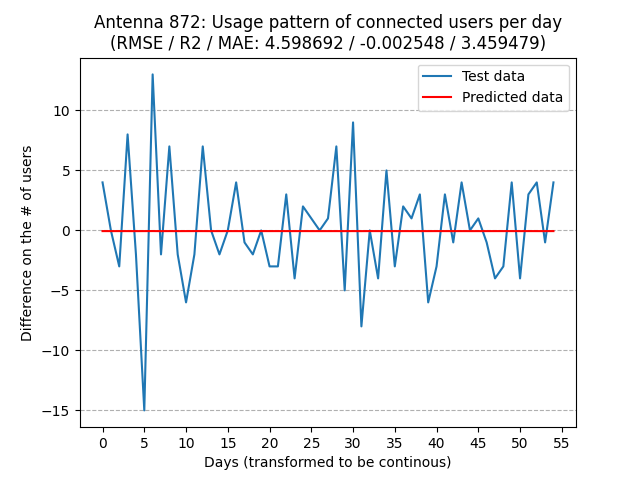 Antenna 872: Usage pattern of connected users per day
(RMSE / R2 / MAE: 4.598692 / -0.002548 / 3.459479)
Test data
Predicted data
Difference on the # of users
10
5
0
−5
−10
−15
0 5 10 15 20 25 30 35 40 45 50 55
Days (transformed to be continous)